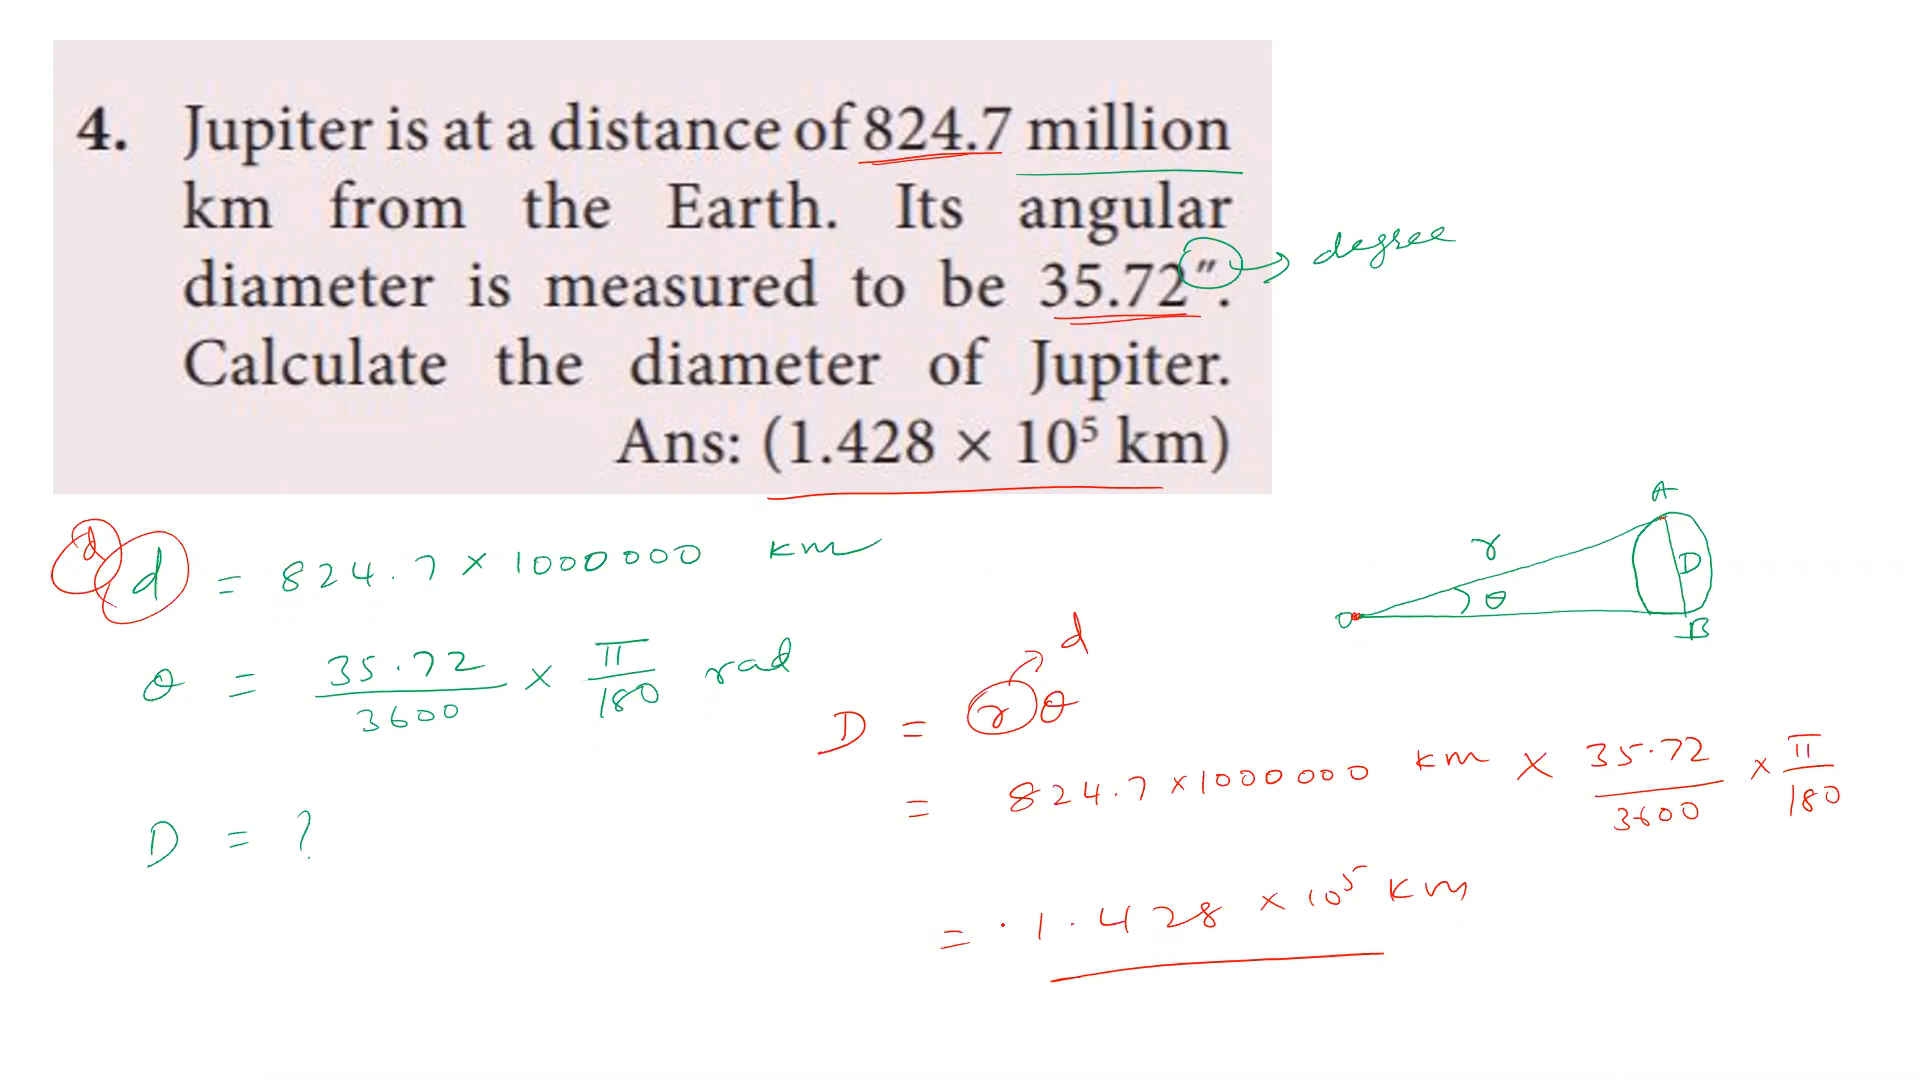 4. Jupiter is at a distance of 824.7 million
km from the Earth. Its angular
diameter is measured to be 35.72″. → degree
Calculate the diameter of Jupiter.
Ans: (1.428 × 10⁵ km)
d d = 824.7 × 1000000 km
θ = 35.72/3600 × π/180 rad
D = ?
A
r
D
θ
O
B
d
D = rθ
= 824.7 × 1000000 km × 35.72/3600 × π/180
= 1.428 × 10⁵ km